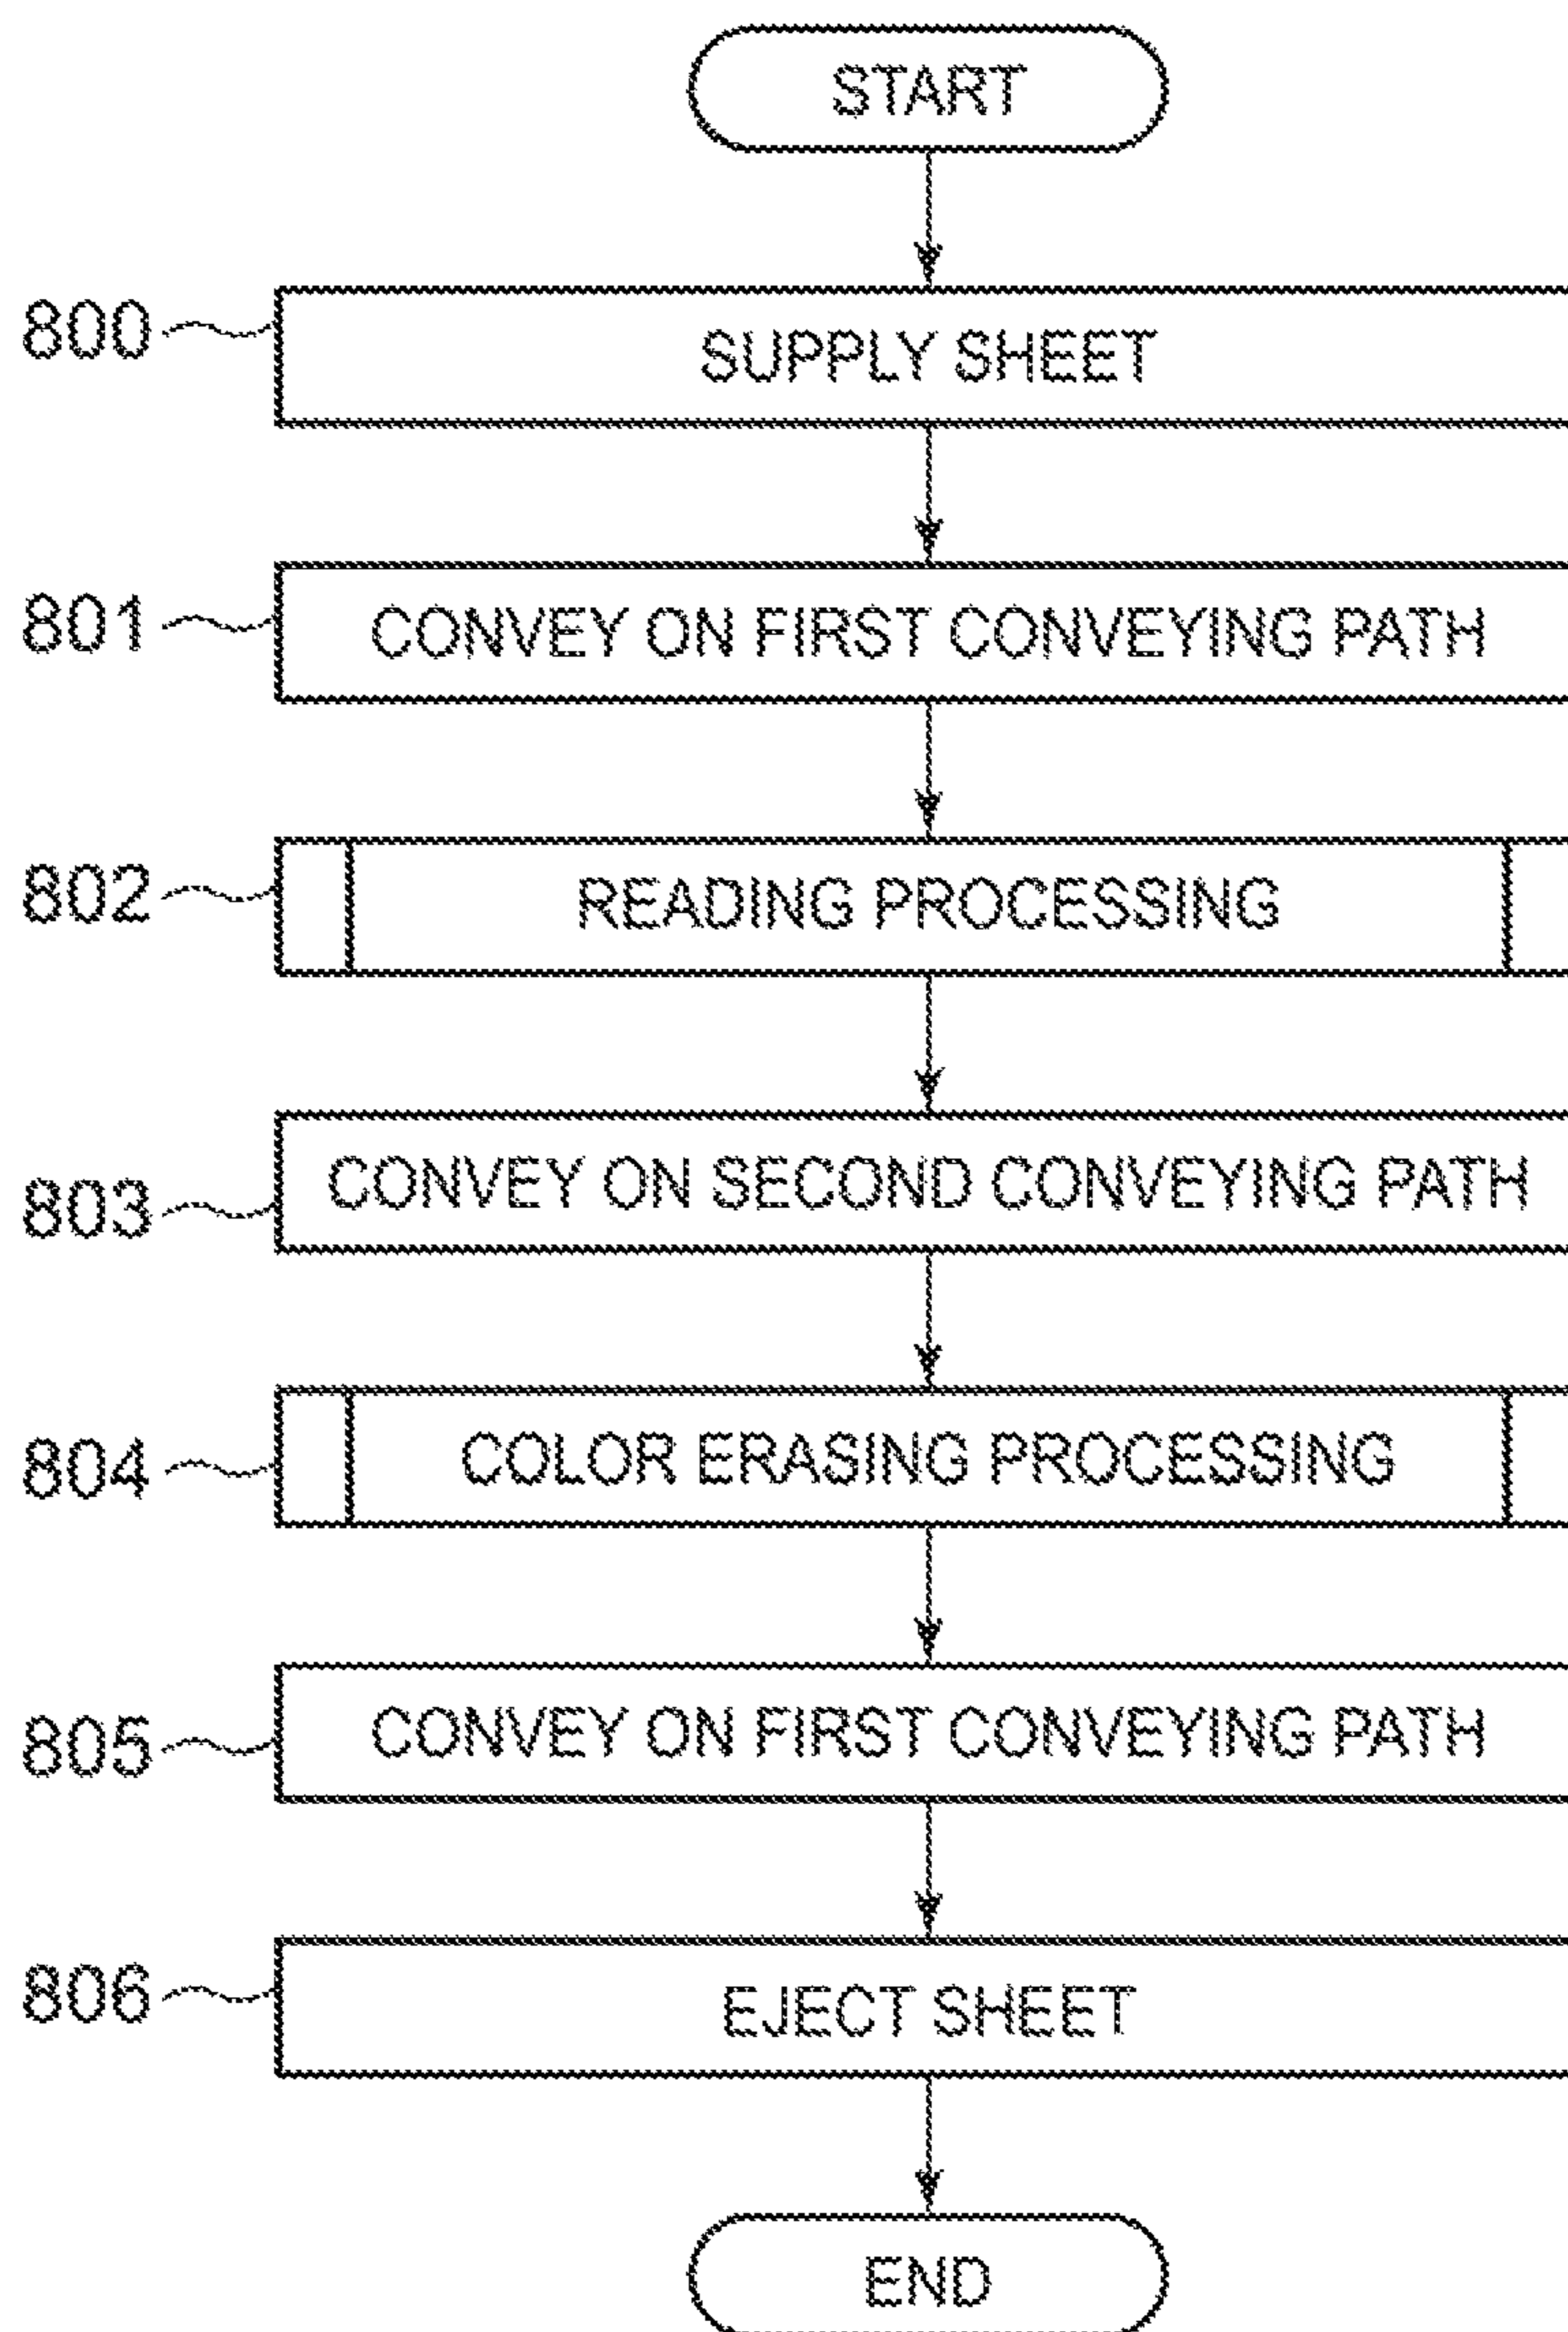 START
800 SUPPLY SHEET
801 CONVEY ON FIRST CONVEYING PATH
802 READING PROCESSING
803 CONVEY ON SECOND CONVEYING PATH
804 COLOR ERASING PROCESSING
805 CONVEY ON FIRST CONVEYING PATH
806 EJECT SHEET
END